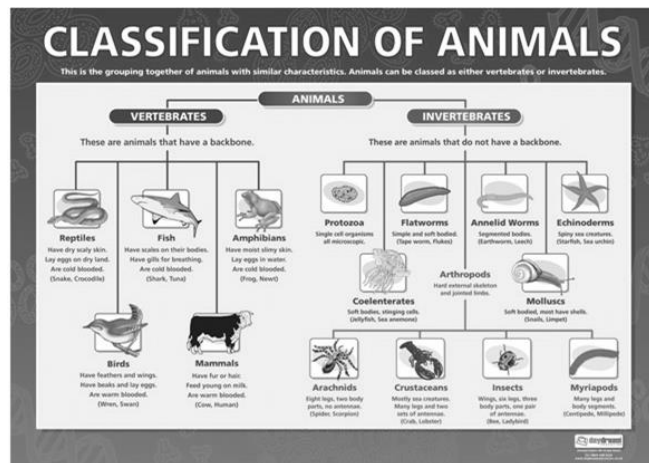 CLASSIFICATION OF ANIMALS
This is the grouping together of animals with similar characteristics. Animals can be classed as either vertebrates or invertebrates.
ANIMALS
VERTEBRATES
These are animals that have a backbone.
Reptiles
Have dry scaly skin.
Lay eggs on dry land.
Are cold blooded.
(Snake, Crocodile)
Fish
Have scales on their bodies.
Have gills for breathing.
Are cold blooded.
(Shark, Tuna)
Amphibians
Have moist slimy skin.
Lay eggs in water.
Are cold blooded.
(Frog, Newt)
Birds
Have feathers and wings.
Have beaks and lay eggs.
Are warm blooded.
(Wren, Swan)
Mammals
Have fur or hair.
Feed young on milk.
Are warm blooded.
(Cow, Human)
INVERTEBRATES
These are animals that do not have a backbone.
Protozoa
Single cell organisms
all microscopic.
Flatworms
Simple and soft bodied.
(Tape worm, Flukes)
Annelid Worms
Segmented bodies.
(Earthworm, Leech)
Echinoderms
Spiny sea creatures.
(Starfish, Sea urchin)
Coelenterates
Soft bodies, stinging cells.
(Jellyfish, Sea anemone)
Arthropods
Hard external skeleton
and jointed limbs.
Molluscs
Soft bodied, most have shells.
(Snails, Limpet)
Arachnids
Eight legs, two body
parts, no antennae.
(Spider, Scorpion)
Crustaceans
Mostly sea creatures.
Many legs and two
sets of antennae.
(Crab, Lobster)
Insects
Wings, six legs, three
body parts, one pair
of antennae.
(Bee, Ladybird)
Myriapods
Many legs and
body segments.
(Centipede, Millipede)
daydream